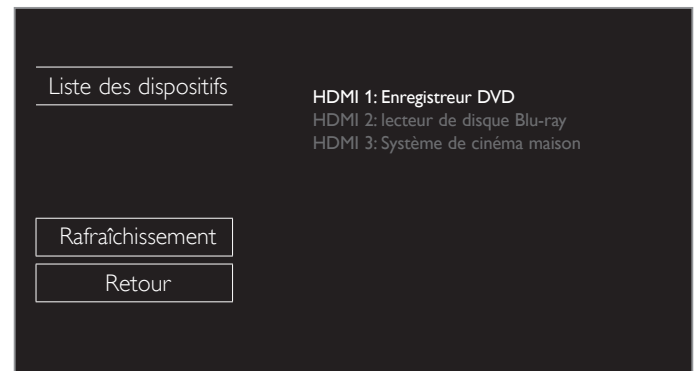 Liste des dispositifs
HDMI 1: Enregistreur DVD
HDMI 2: lecteur de disque Blu-ray
HDMI 3: Système de cinéma maison
Rafraîchissement
Retour